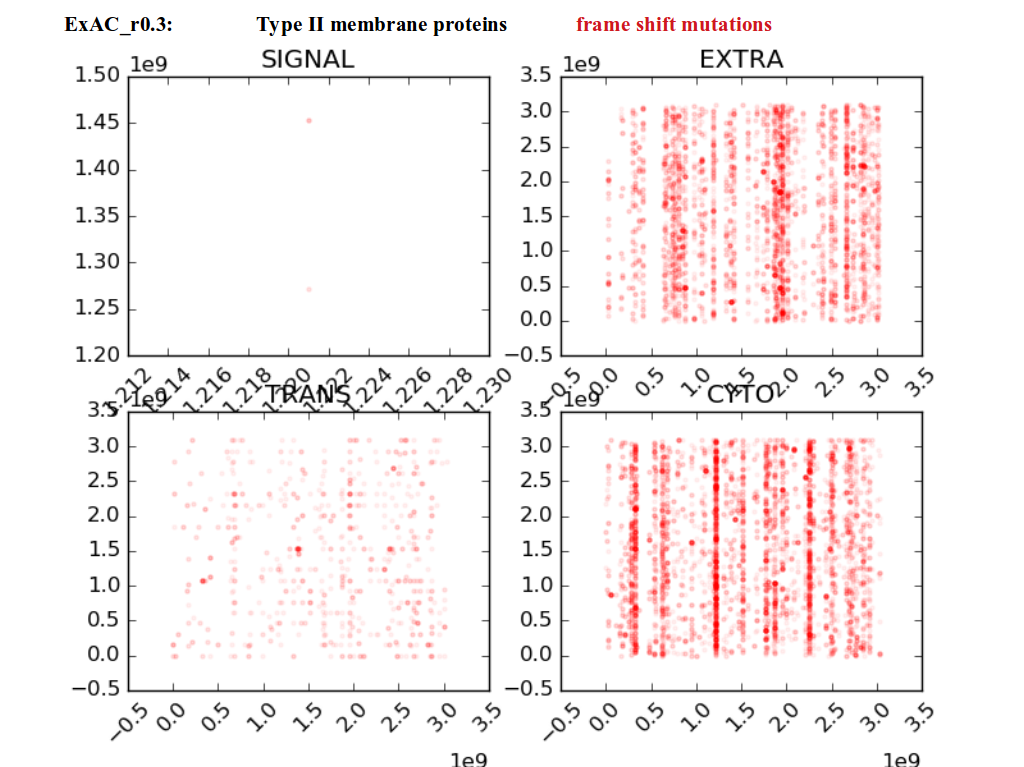 ExAC_r0.3: Type II membrane proteins frame shift mutations
1e9 SIGNAL 1e9 EXTRA
1.50 3.5
1.45 3.0
1.40 2.5
1.35 2.0
1.30 1.5
1.25 1.0
1.20 0.5
0.0
−0.5
1.212 1.214 1.216 1.218 1.220 1.222 1.224 1.226 1.228 1.230
−0.5 0.0 0.5 1.0 1.5 2.0 2.5 3.0 3.5
1e9 TRANS 1e9 CYTO
3.5 3.5
3.0 3.0
2.5 2.5
2.0 2.0
1.5 1.5
1.0 1.0
0.5 0.5
0.0 0.0
−0.5 −0.5
−0.5 0.0 0.5 1.0 1.5 2.0 2.5 3.0 3.5
−0.5 0.0 0.5 1.0 1.5 2.0 2.5 3.0 3.5
1e9 1e9